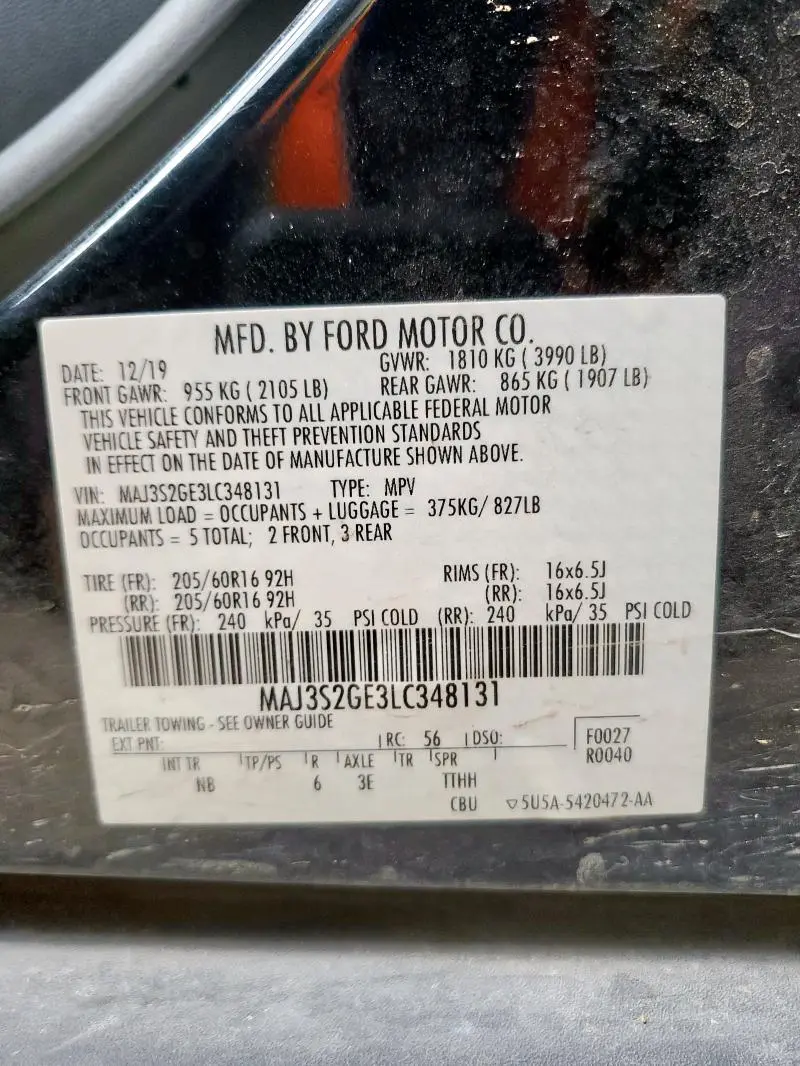 MFD. BY FORD MOTOR CO.
DATE: 12/19 GVWR: 1810 KG ( 3990 LB)
FRONT GAWR: 955 KG ( 2105 LB) REAR GAWR: 865 KG ( 1907 LB)
THIS VEHICLE CONFORMS TO ALL APPLICABLE FEDERAL MOTOR
VEHICLE SAFETY AND THEFT PREVENTION STANDARDS
IN EFFECT ON THE DATE OF MANUFACTURE SHOWN ABOVE.
VIN: MAJ3S2GE3LC348131 TYPE: MPV
MAXIMUM LOAD = OCCUPANTS + LUGGAGE = 375KG/ 827LB
OCCUPANTS = 5 TOTAL; 2 FRONT, 3 REAR
TIRE (FR): 205/60R16 92H RIMS (FR): 16x6.5J
(RR): 205/60R16 92H (RR): 16x6.5J
PRESSURE (FR): 240 kPa/ 35 PSI COLD (RR): 240 kPa/ 35 PSI COLD
MAJ3S2GE3LC348131
TRAILER TOWING - SEE OWNER GUIDE
EXT PNT: RC: 56 DSO: F0027
R0040
INT TR TP/PS R AXLE TR SPR
NB 6 3E TTHH
CBU 5U5A-5420472-AA